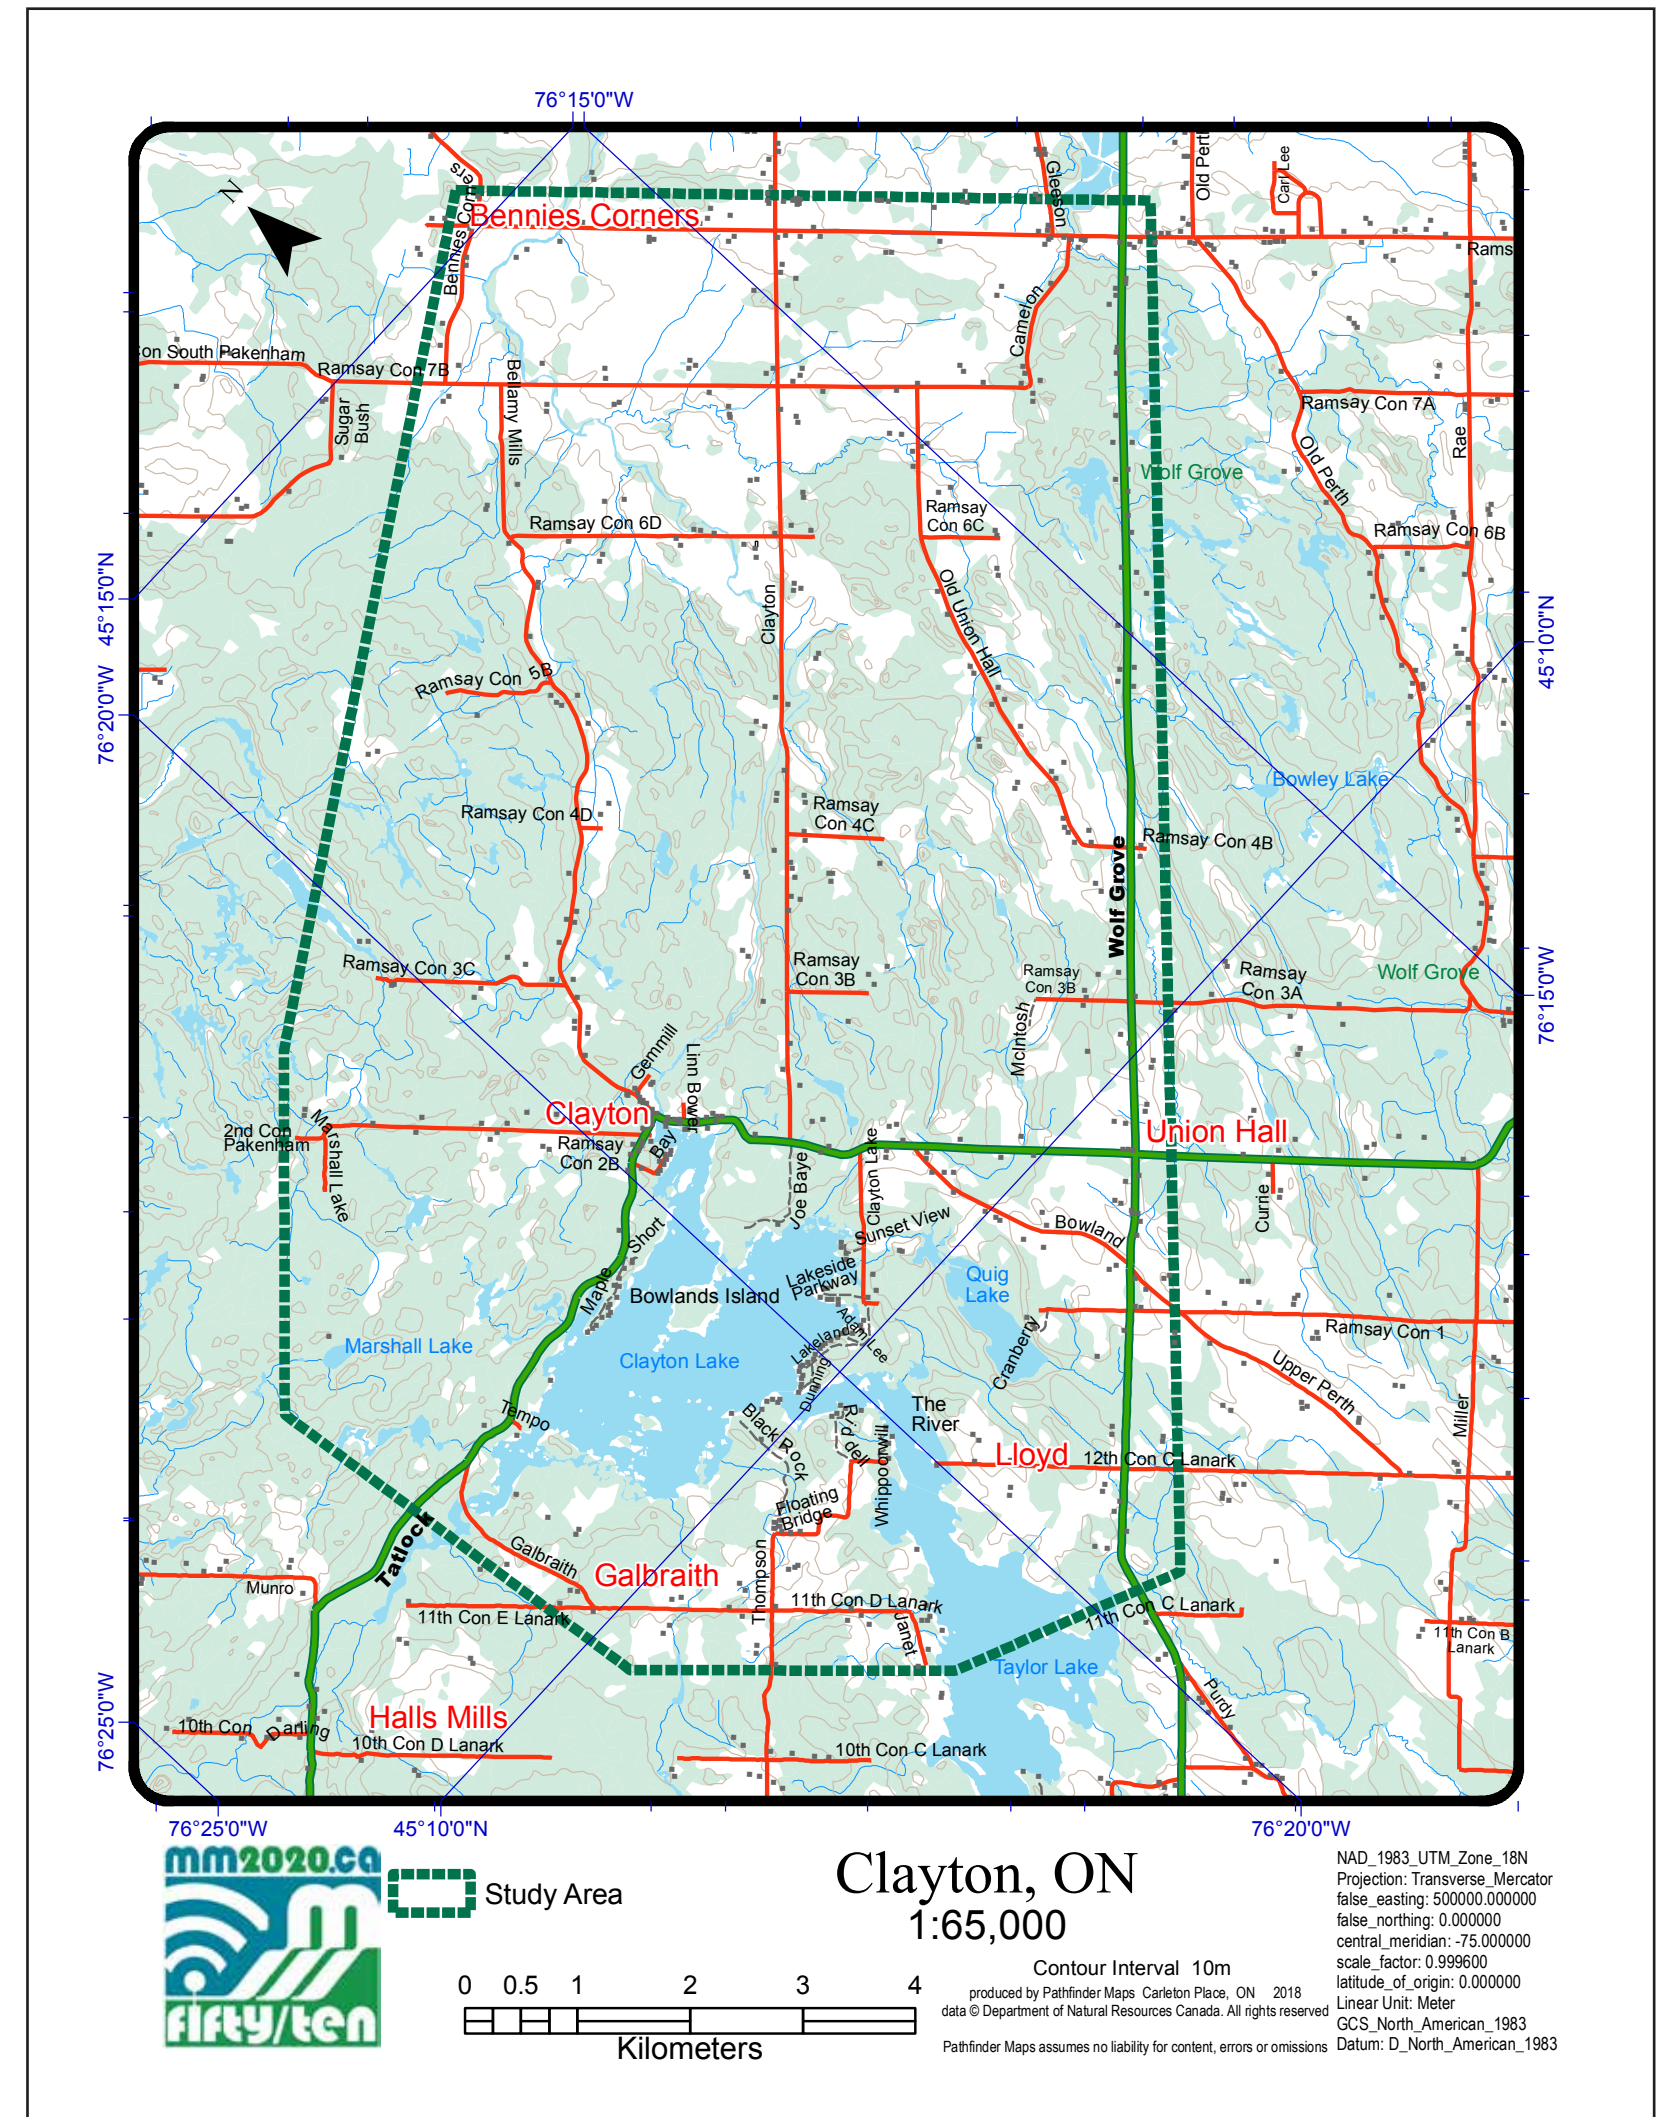 76°15'0"W
N
Bennies Corners
Bennies Corners
Gleeson
Old Perth
Carl Lee
Rams
Camelon
on South Pakenham
Ramsay Con 7B
Sugar
Bush
Bellamy Mills
Ramsay Con 7A
Rae
Old Perth
Wolf Grove
Ramsay
Con 6C
Ramsay Con 6D
Ramsay Con 6B
45°15'0"N
45°10'0"N
Clayton
Old Union Hall
Ramsay Con 5B
76°20'0"W
Bowley Lake
Ramsay Con 4D
Ramsay
Con 4C
Ramsay Con 4B
Wolf Grove
Ramsay Con 3C
Ramsay
Con 3B
Ramsay
Con 3B
Ramsay
Con 3A
Wolf Grove
76°15'0"W
McIntosh
Gemmill
Linn Bower
Clayton
2nd Con
Pakenham
Marshall Lake
Ramsay
Con 2B
Bay
Union Hall
Joe Baye
Clayton Lake
Currie
Sunset View
Bowland
Short
Maple
Lakeside
Parkway
Bowlands Island
Quig
Lake
Adam Lee
Lakeland
Dunning
Cranberry
Ramsay Con 1
Marshall Lake
Clayton Lake
Upper Perth
Miller
Tempo
Black Rock
Riddell
The
River
Whippoorwill
Lloyd
12th Con C Lanark
Floating
Bridge
Tatlock
Galbraith
Galbraith
Munro
Thompson
11th Con E Lanark
11th Con D Lanark
Janet
11th Con C Lanark
11th Con B
Lanark
Taylor Lake
Purdy
76°25'0"W
Halls Mills
10th Con Darling
10th Con D Lanark
10th Con C Lanark
76°25'0"W
45°10'0"N
76°20'0"W
mm2020.ca
m
fifty/ten
Study Area
Clayton, ON
1:65,000
0 0.5 1 2 3 4
Kilometers
Contour Interval 10m
produced by Pathfinder Maps Carleton Place, ON 2018
data © Department of Natural Resources Canada. All rights reserved
Pathfinder Maps assumes no liability for content, errors or omissions
NAD_1983_UTM_Zone_18N
Projection: Transverse_Mercator
false_easting: 500000.000000
false_northing: 0.000000
central_meridian: -75.000000
scale_factor: 0.999600
latitude_of_origin: 0.000000
Linear Unit: Meter
GCS_North_American_1983
Datum: D_North_American_1983